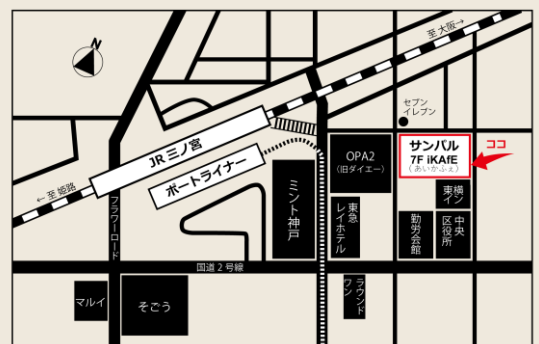 N
至 大阪→
セブン
イレブン
JR 三ノ宮
ポートライナー
← 至 姫路
OPA2
(旧ダイエー)
サンパル
7F iKAfE
(あいかふぇ)
ココ
東横
イン
フラワーロード
ミント神戸
東急
レイホテル
勤労会館
中央
区役所
国道2号線
マルイ
そごう
ラウンド
ワン